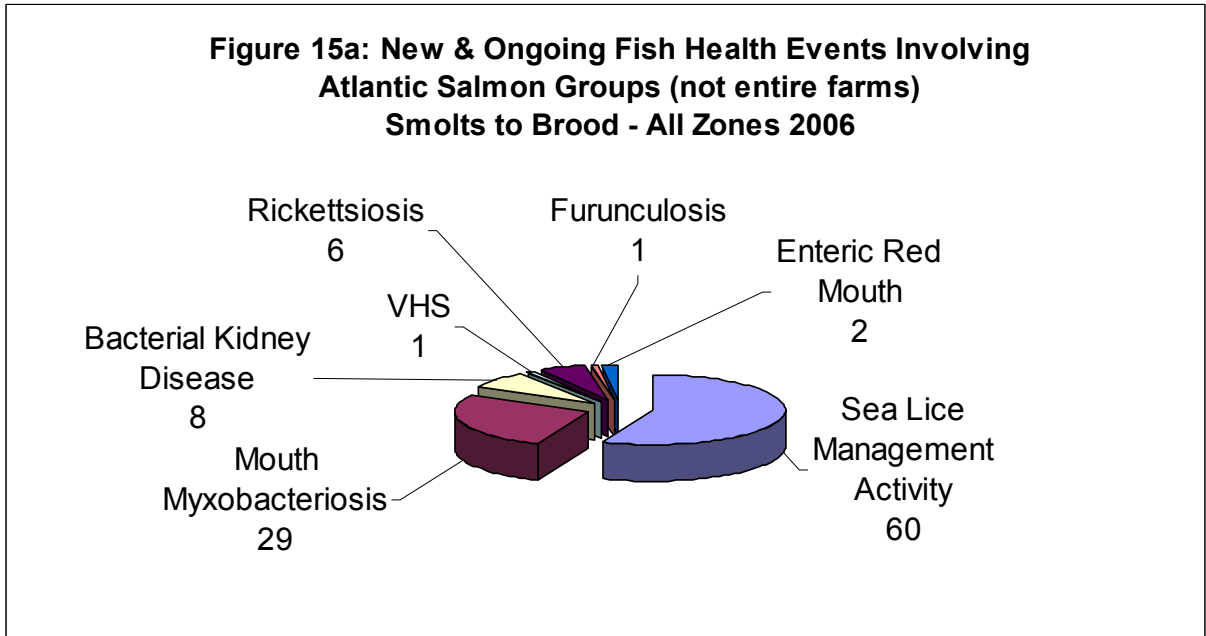 Figure 15a: New & Ongoing Fish Health Events Involving
Atlantic Salmon Groups (not entire farms)
Smolts to Brood - All Zones 2006
Rickettsiosis
6
Furunculosis
1
Enteric Red
Mouth
2
VHS
1
Bacterial Kidney
Disease
8
Mouth
Myxobacteriosis
29
Sea Lice
Management
Activity
60